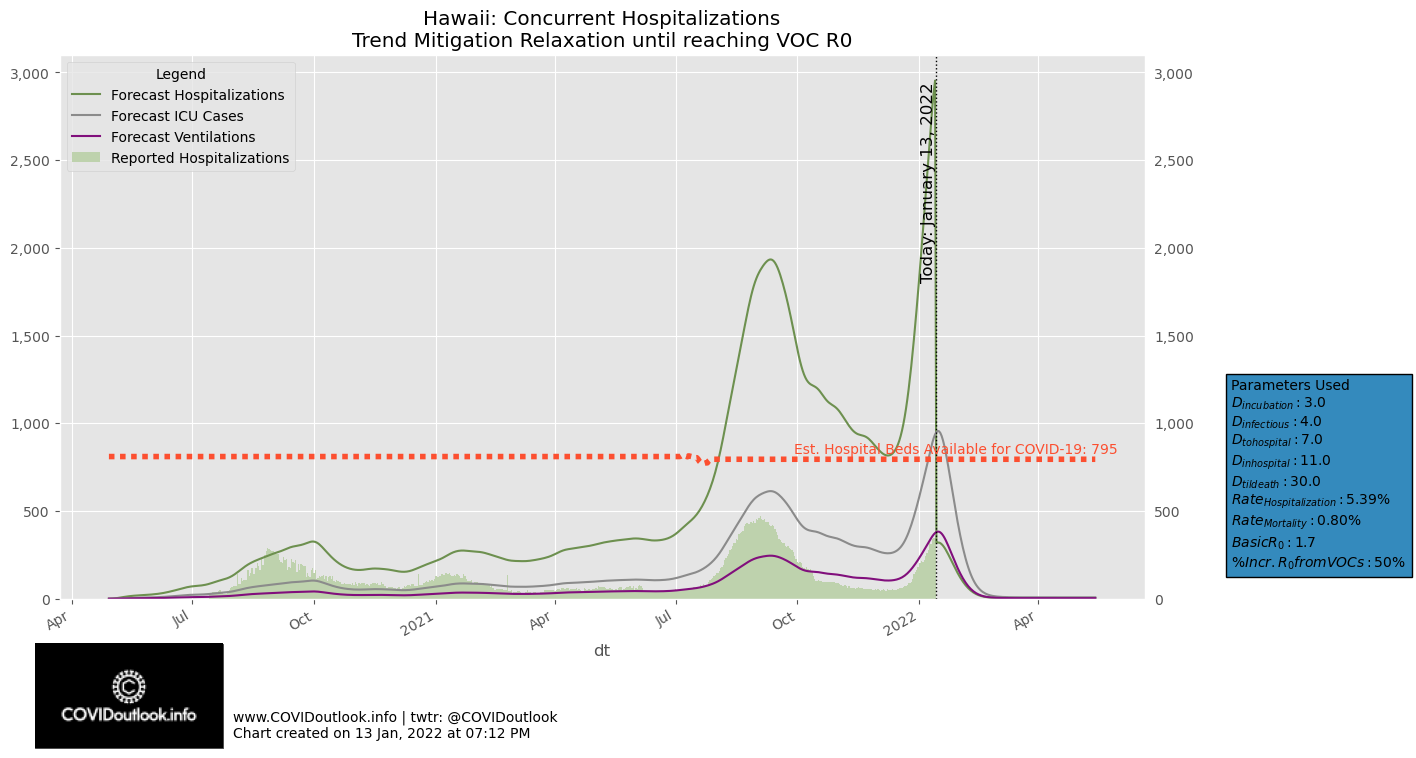 Hawaii: Concurrent Hospitalizations
Trend Mitigation Relaxation until reaching VOC R0
Legend
Forecast Hospitalizations
Forecast ICU Cases
Forecast Ventilations
Reported Hospitalizations
3,000
2,500
2,000
1,500
1,000
500
0
3,000
2,500
2,000
1,500
1,000
500
0
Today: January 13, 2022
Est. Hospital Beds Available for COVID-19: 795
Apr
Jul
Oct
2021
Apr
Jul
Oct
2022
Apr
dt
Parameters Used
D_incubation : 3.0
D_infectious : 4.0
D_tohospital : 7.0
D_inhospital : 11.0
D_tildeath : 30.0
Rate_Hospitalization : 5.39%
Rate_Mortality : 0.80%
BasicR_0 : 1.7
%Incr.R_0fromVOCs : 50%
COVIDoutlook.info
www.COVIDoutlook.info | twtr: @COVIDoutlook
Chart created on 13 Jan, 2022 at 07:12 PM